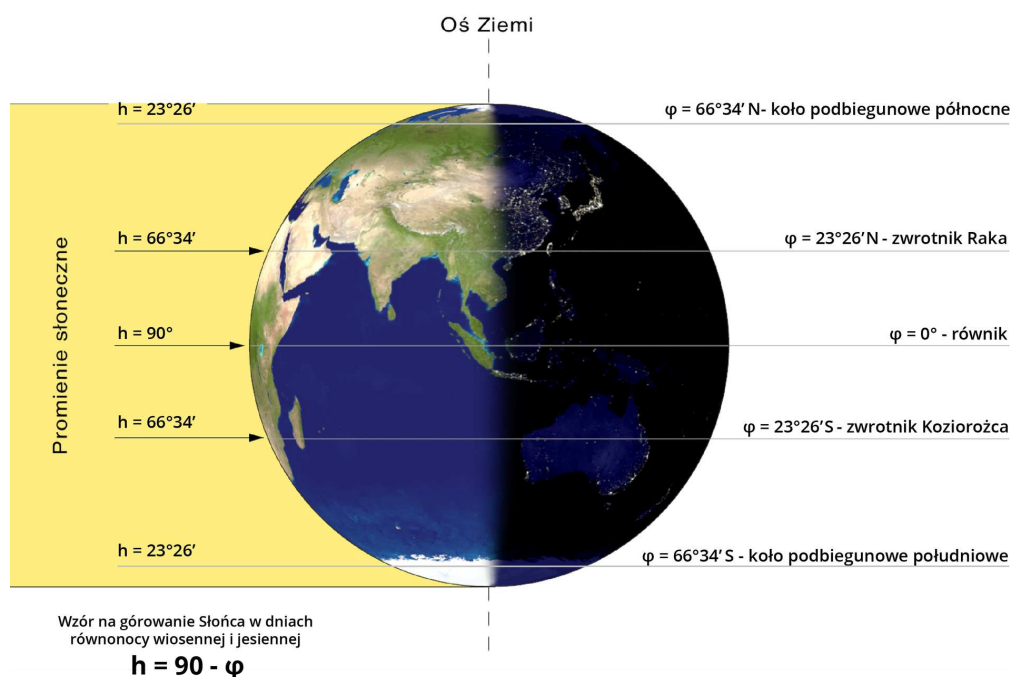 Oś Ziemi
h = 23°26’
φ = 66°34’ N- koło podbiegunowe północne
h = 66°34’
φ = 23°26’N - zwrotnik Raka
h = 90°
φ = 0° - równik
h = 66°34’
φ = 23°26’S - zwrotnik Koziorożca
h = 23°26’
φ = 66°34’ S - koło podbiegunowe południowe
Promienie słoneczne
Wzór na górowanie Słońca w dniach
równonocy wiosennej i jesiennej
h = 90 - φ